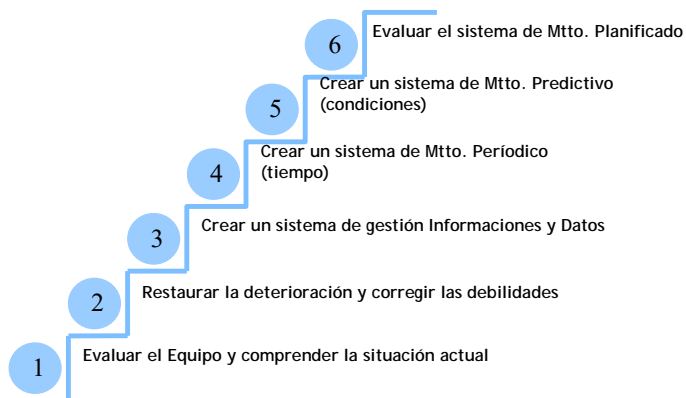 6
Evaluar el sistema de Mtto. Planificado
5
Crear un sistema de Mtto. Predictivo
(condiciones)
4
Crear un sistema de Mtto. Períodico
(tiempo)
3
Crear un sistema de gestión Informaciones y Datos
2
Restaurar la deterioración y corregir las debilidades
1
Evaluar el Equipo y comprender la situación actual